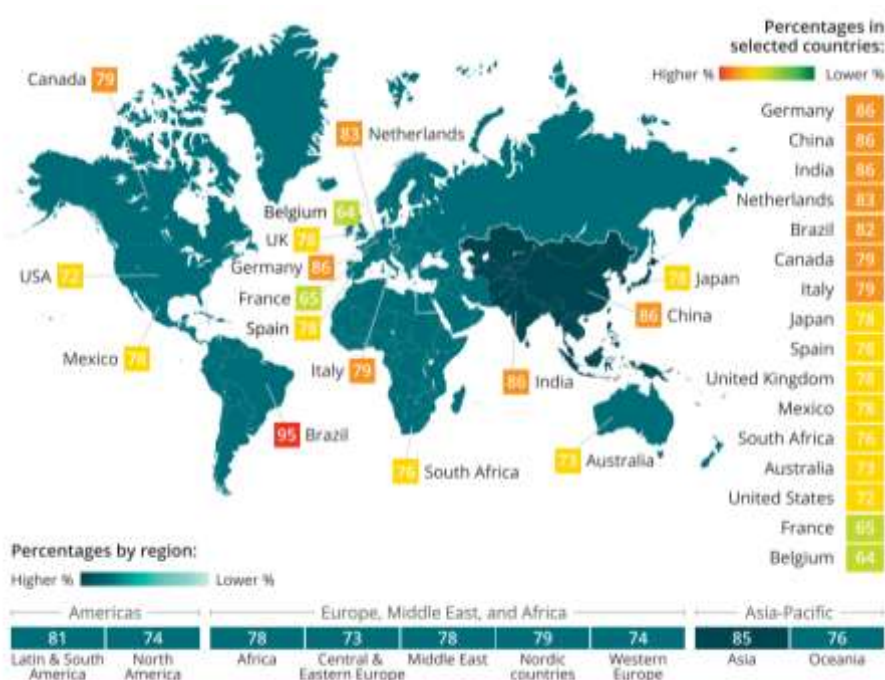 Percentages in
selected countries:
Higher % Lower %
Canada 79
83 Netherlands
Belgium 64
UK 78
Germany 86
France 65
Spain 78
USA 72
Mexico 78
Italy 79
95 Brazil
76 South Africa
86 India
86 China
78 Japan
73 Australia
Germany 86
China 86
India 86
Netherlands 83
Brazil 82
Canada 79
Italy 79
Japan 78
Spain 78
United Kingdom 78
Mexico 78
South Africa 76
Australia 73
United States 72
France 65
Belgium 64
Percentages by region:
Higher % Lower %
Americas Europe, Middle East, and Africa Asia-Pacific
81 74 78 73 78 79 74 85 76
Latin & South America
North America
Africa
Central & Eastern Europe
Middle East
Nordic countries
Western Europe
Asia
Oceania